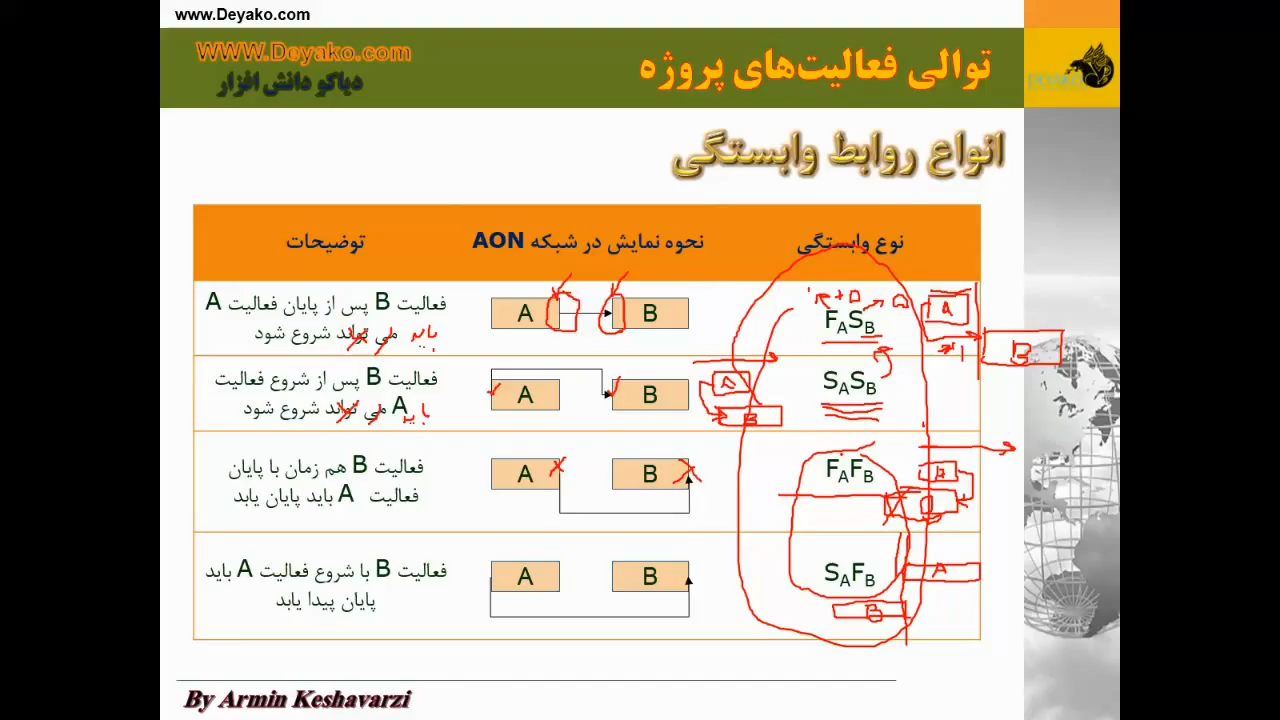 www.Deyako.com
توالی فعالیت‌های پروژه
WWW.Deyako.com
دیاکو دانش افزار
DEYAKO
انواع روابط وابستگی
نوع وابستگی
نحوه نمایش در شبکه AON
توضیحات
FASB
A B
فعالیت B پس از پایان فعالیت A
می تواند شروع شود
باید
A
B
SASB
A B
فعالیت B پس از شروع فعالیت
A می تواند شروع شود
باید
A
B
FAFB
A B
فعالیت B هم زمان با پایان
فعالیت A باید پایان یابد
SAFB
A B
فعالیت B با شروع فعالیت A باید
پایان پیدا یابد
A
B
By Armin Keshavarzi